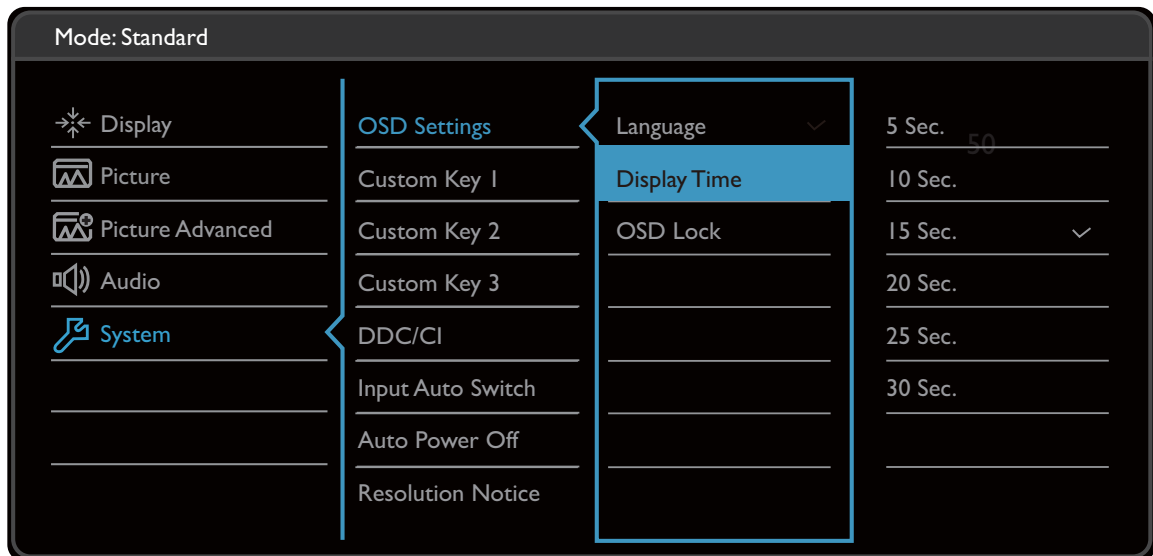 Mode: Standard
Display
Picture
Picture Advanced
Audio
System
OSD Settings
Custom Key 1
Custom Key 2
Custom Key 3
DDC/CI
Input Auto Switch
Auto Power Off
Resolution Notice
Language
Display Time
OSD Lock
5 Sec.
50
10 Sec.
15 Sec.
20 Sec.
25 Sec.
30 Sec.